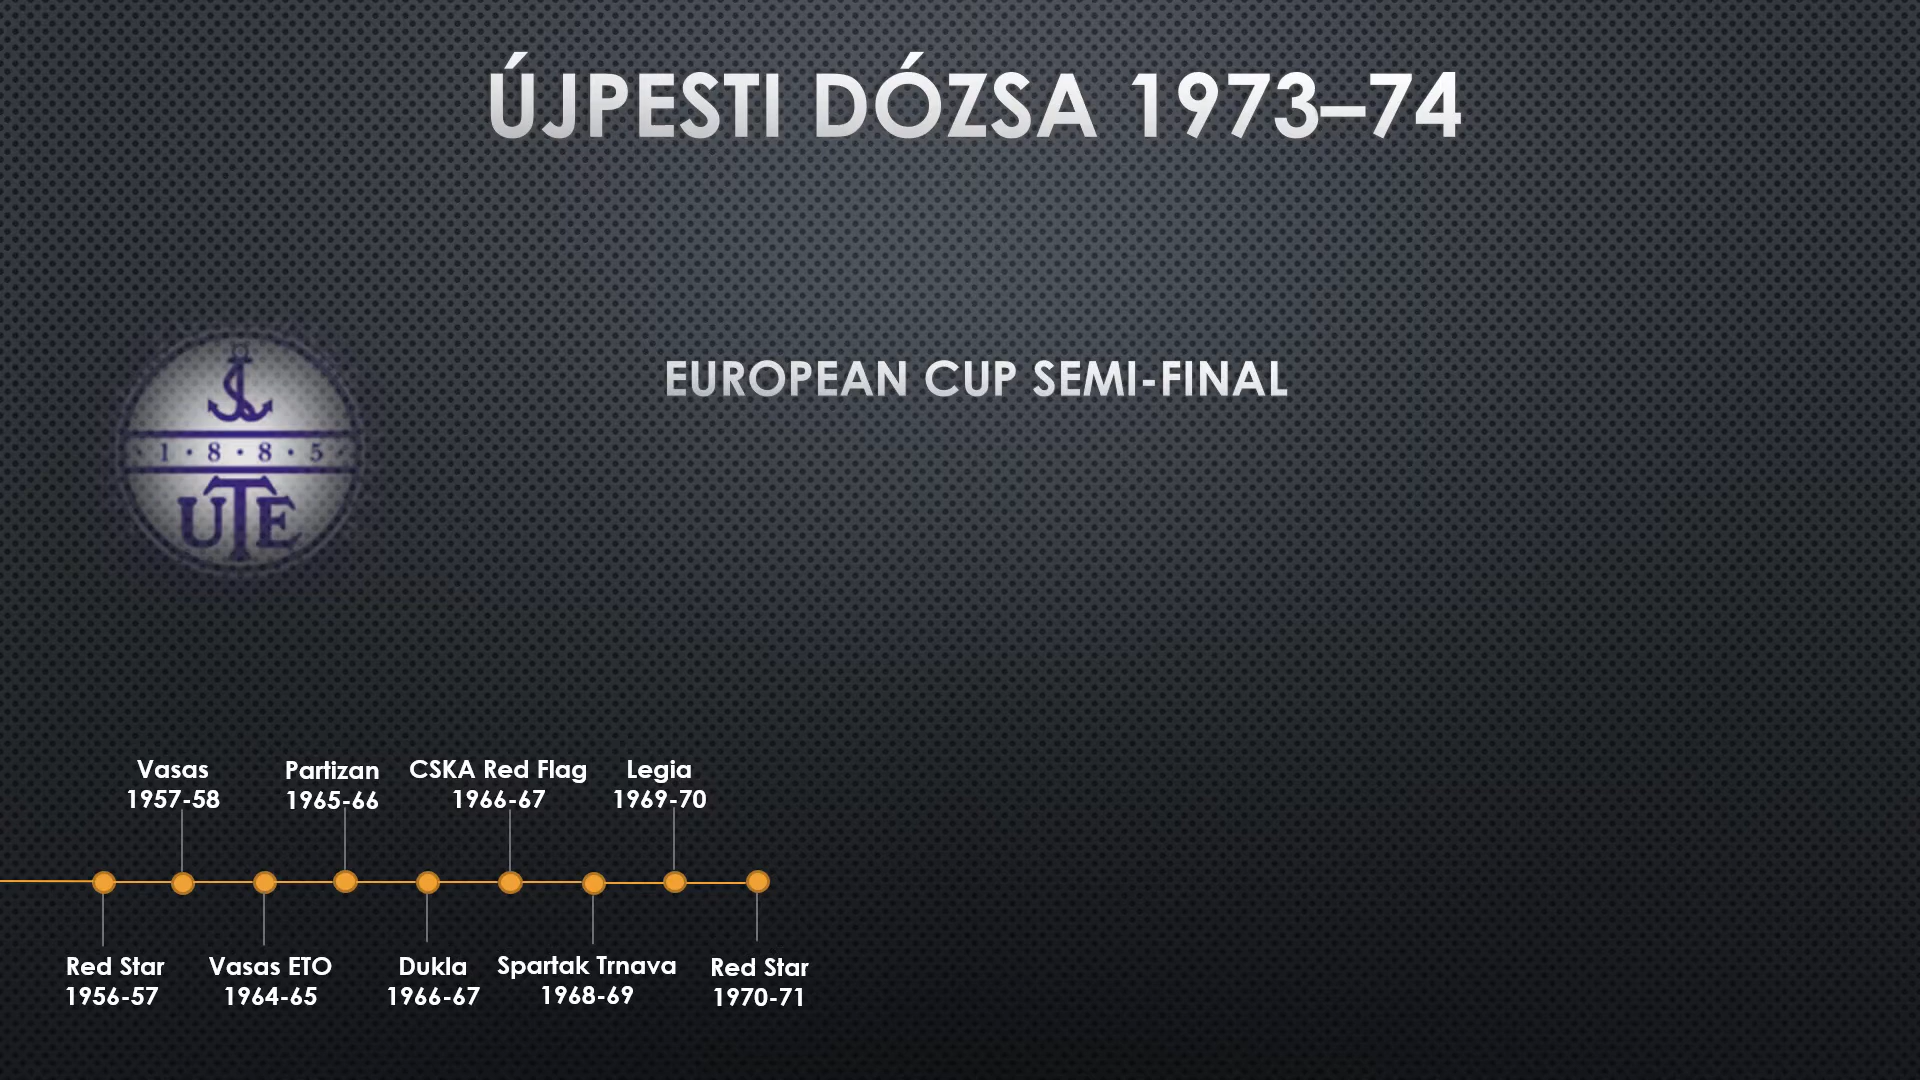 ÚJPESTI DÓZSA 1973–74
EUROPEAN CUP SEMI-FINAL
1·8·8·5
UTE
Vasas
1957-58
Partizan
1965-66
CSKA Red Flag
1966-67
Legia
1969-70
Red Star
1956-57
Vasas ETO
1964-65
Dukla
1966-67
Spartak Trnava
1968-69
Red Star
1970-71